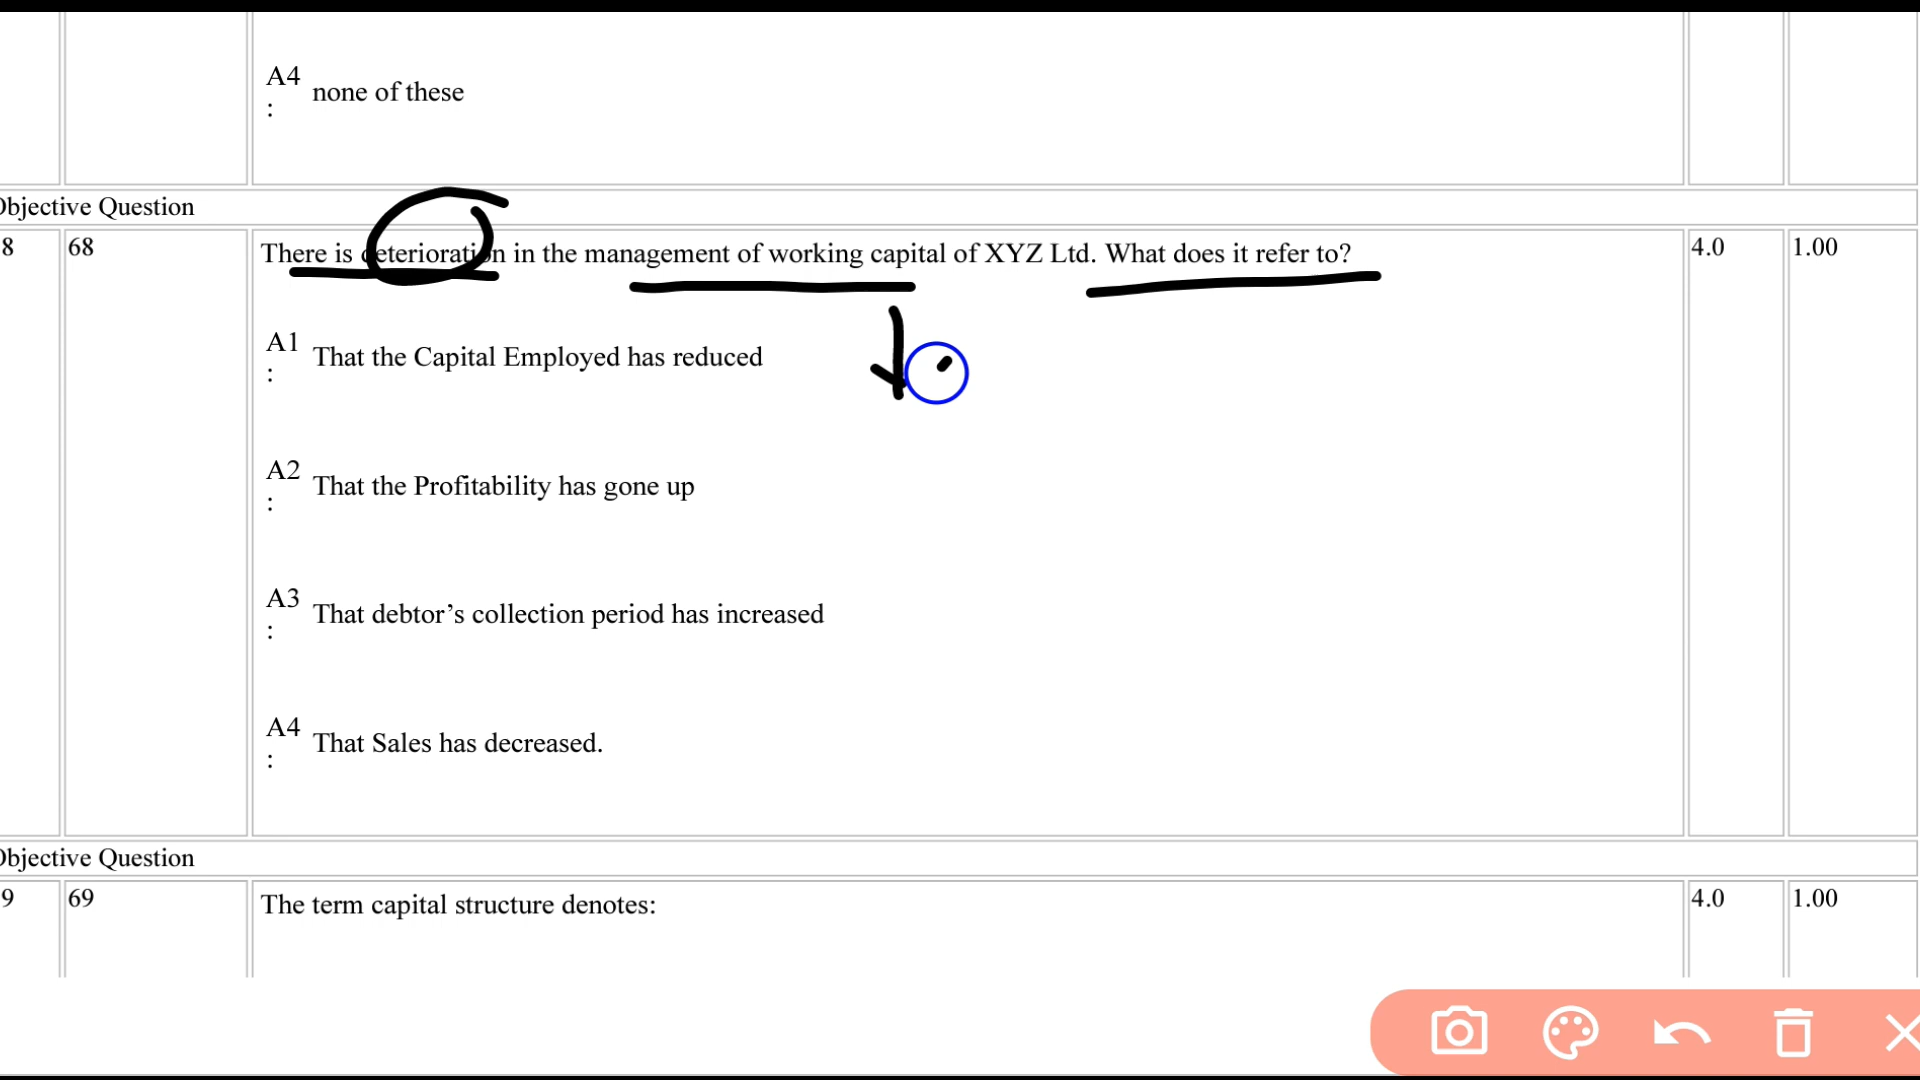 A4
:
none of these
Objective Question
8 68 There is deterioration in the management of working capital of XYZ Ltd. What does it refer to? 4.0 1.00
A1
:
That the Capital Employed has reduced
A2
:
That the Profitability has gone up
A3
:
That debtor’s collection period has increased
A4
:
That Sales has decreased.
Objective Question
9 69 The term capital structure denotes: 4.0 1.00